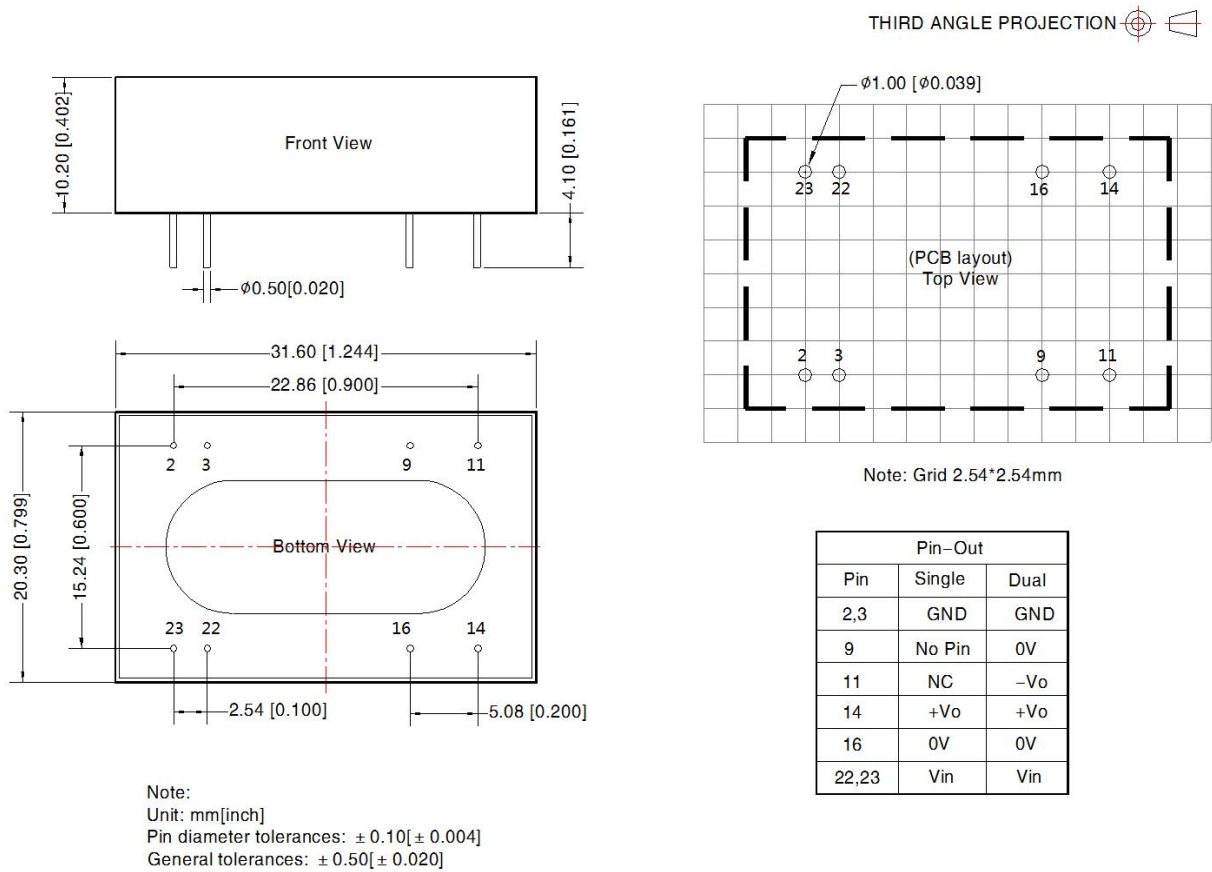 THIRD ANGLE PROJECTION
10.20 [0.402]
Front View
4.10 [0.161]
ϕ0.50[0.020]
ϕ1.00 [ϕ0.039]
23 22 16 14
(PCB layout)
Top View
2 3 9 11
Note: Grid 2.54*2.54mm
31.60 [1.244]
22.86 [0.900]
2 3 9 11
20.30 [0.799]
15.24 [0.600]
Bottom View
23 22 16 14
2.54 [0.100]
5.08 [0.200]
Pin-Out
Pin Single Dual
2,3 GND GND
9 No Pin 0V
11 NC -Vo
14 +Vo +Vo
16 0V 0V
22,23 Vin Vin
Note:
Unit: mm[inch]
Pin diameter tolerances: ±0.10[±0.004]
General tolerances: ±0.50[±0.020]